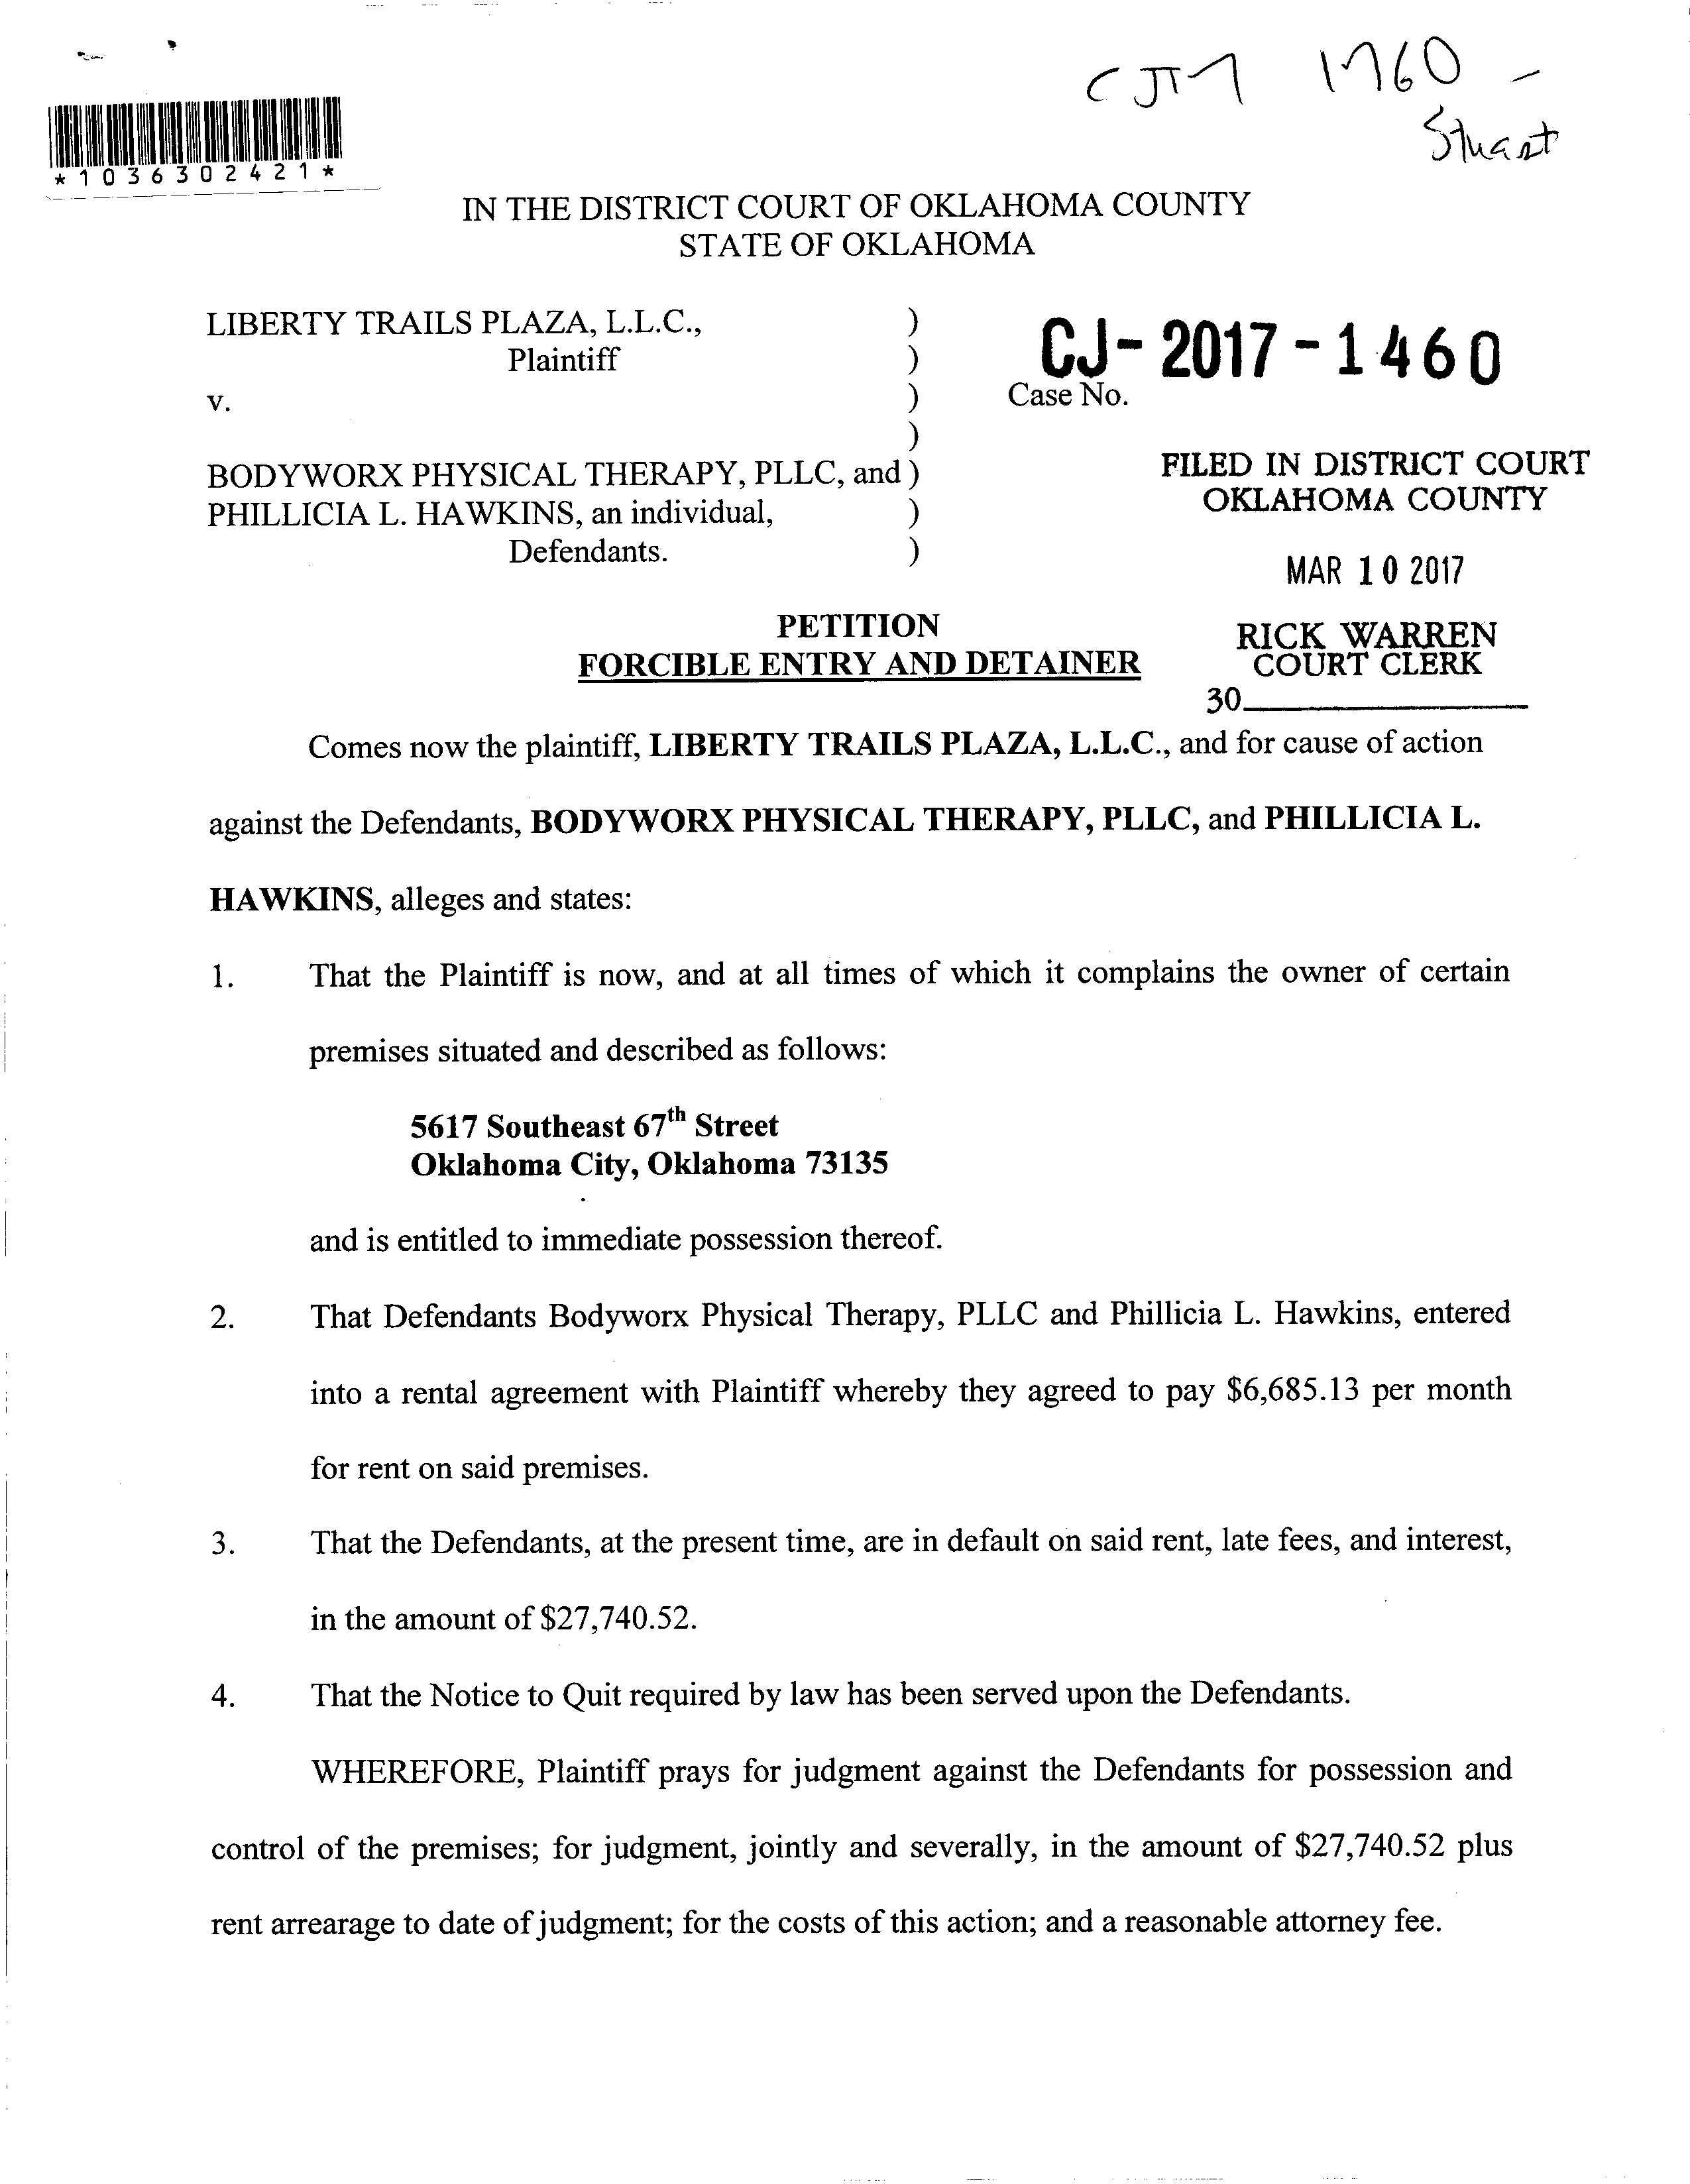 CJ17 1460 -
Stuart
*1036302421*
IN THE DISTRICT COURT OF OKLAHOMA COUNTY
STATE OF OKLAHOMA
LIBERTY TRAILS PLAZA, L.L.C., )
Plaintiff )
v. )
)
CJ-2017-1460
Case No.
BODYWORX PHYSICAL THERAPY, PLLC, and )
PHILLICIA L. HAWKINS, an individual, )
Defendants. )
FILED IN DISTRICT COURT
OKLAHOMA COUNTY
MAR 10 2017
RICK WARREN
COURT CLERK
30
PETITION
FORCIBLE ENTRY AND DETAINER
Comes now the plaintiff, LIBERTY TRAILS PLAZA, L.L.C., and for cause of action
against the Defendants, BODYWORX PHYSICAL THERAPY, PLLC, and PHILLICIA L.
HAWKINS, alleges and states:
1. That the Plaintiff is now, and at all times of which it complains the owner of certain
premises situated and described as follows:
5617 Southeast 67th Street
Oklahoma City, Oklahoma 73135
and is entitled to immediate possession thereof.
2. That Defendants Bodyworx Physical Therapy, PLLC and Phillicia L. Hawkins, entered
into a rental agreement with Plaintiff whereby they agreed to pay $6,685.13 per month
for rent on said premises.
3. That the Defendants, at the present time, are in default on said rent, late fees, and interest,
in the amount of $27,740.52.
4. That the Notice to Quit required by law has been served upon the Defendants.
WHEREFORE, Plaintiff prays for judgment against the Defendants for possession and
control of the premises; for judgment, jointly and severally, in the amount of $27,740.52 plus
rent arrearage to date of judgment; for the costs of this action; and a reasonable attorney fee.